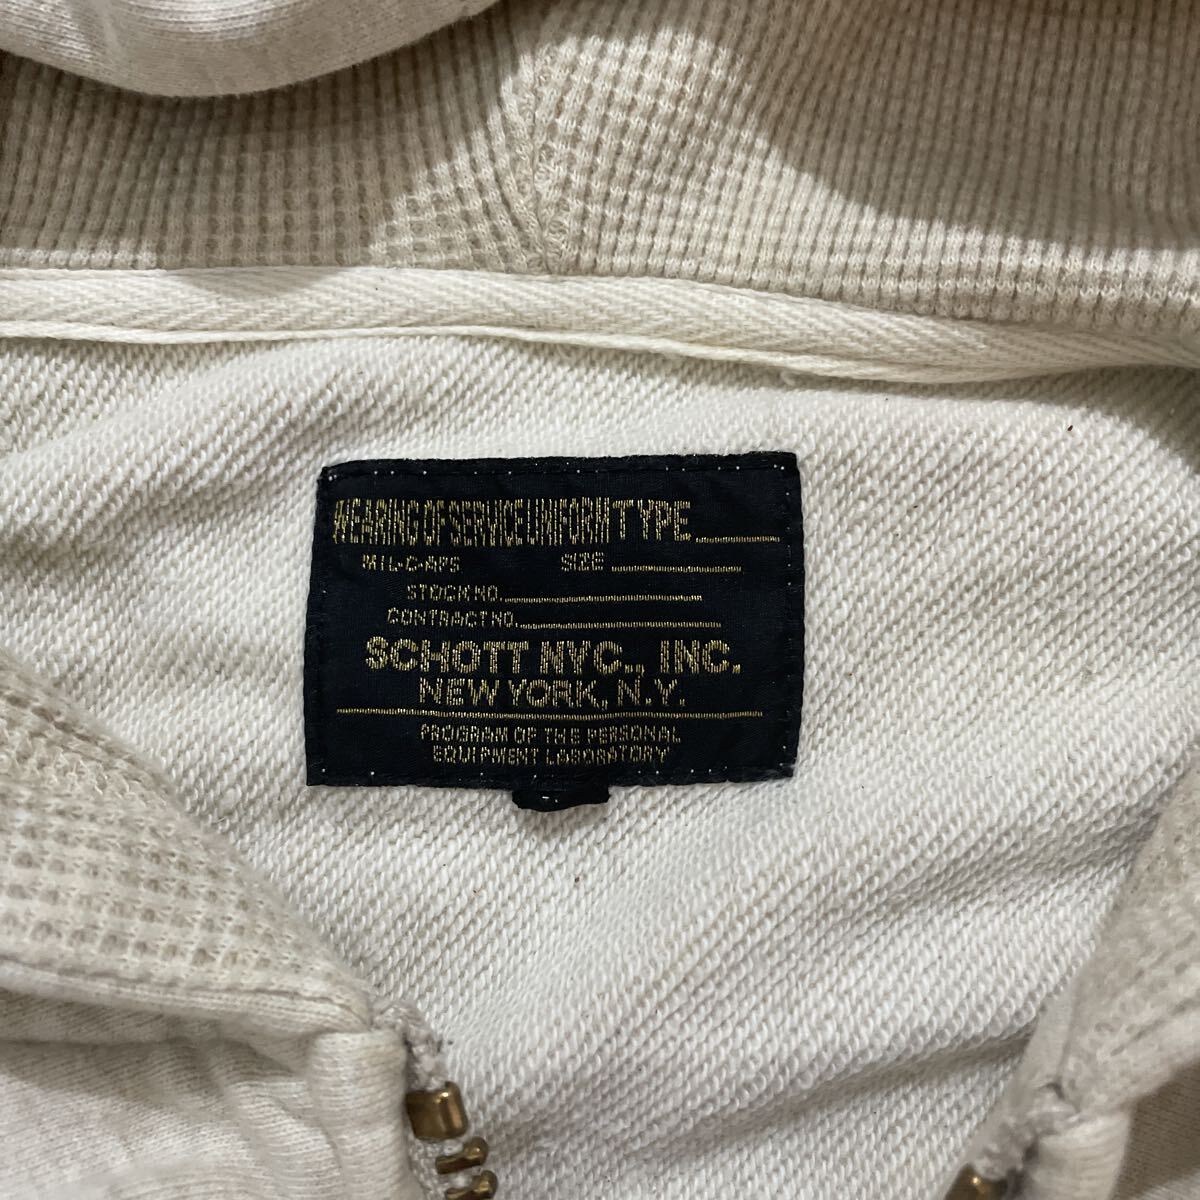 WEARING OF SERVICE UNIFORM TYPE
MIL-C-AFS SIZE
STOCK NO.
CONTRACT NO.
SCHOTT NYC., INC.
NEW YORK, N.Y.
PROGRAM OF THE PERSONAL
EQUIPMENT LABORATORY